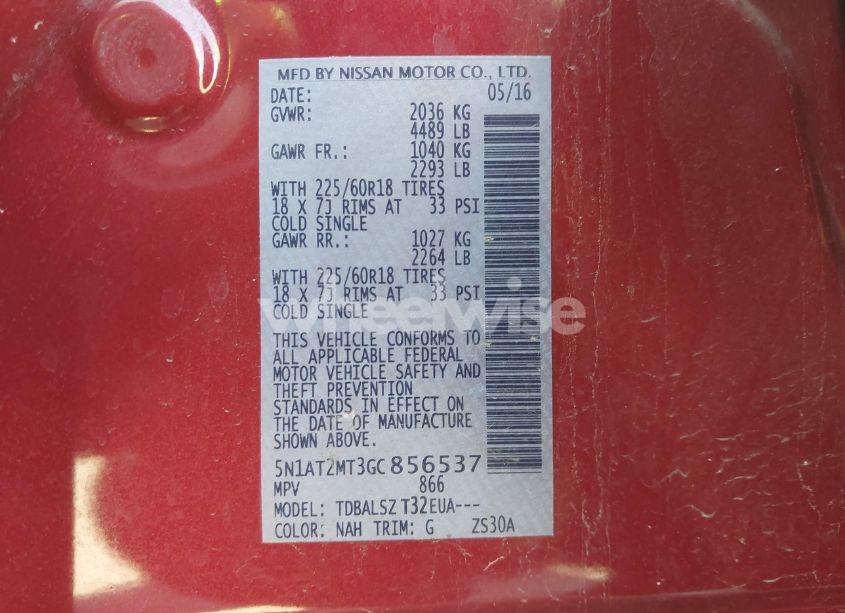 MFD BY NISSAN MOTOR CO., LTD.
DATE: 05/16
GVWR: 2036 KG
4489 LB
GAWR FR.: 1040 KG
2293 LB
WITH 225/60R18 TIRES
18 X 7J RIMS AT 33 PSI
COLD SINGLE
GAWR RR.: 1027 KG
2264 LB
WITH 225/60R18 TIRES
18 X 7J RIMS AT 33 PSI
COLD SINGLE
wheelwise
THIS VEHICLE CONFORMS TO
ALL APPLICABLE FEDERAL
MOTOR VEHICLE SAFETY AND
THEFT PREVENTION
STANDARDS IN EFFECT ON
THE DATE OF MANUFACTURE
SHOWN ABOVE.
5N1AT2MT3GC856537
MPV 866
MODEL: TDBALSZ T32EUA---
COLOR: NAH TRIM: G ZS30A